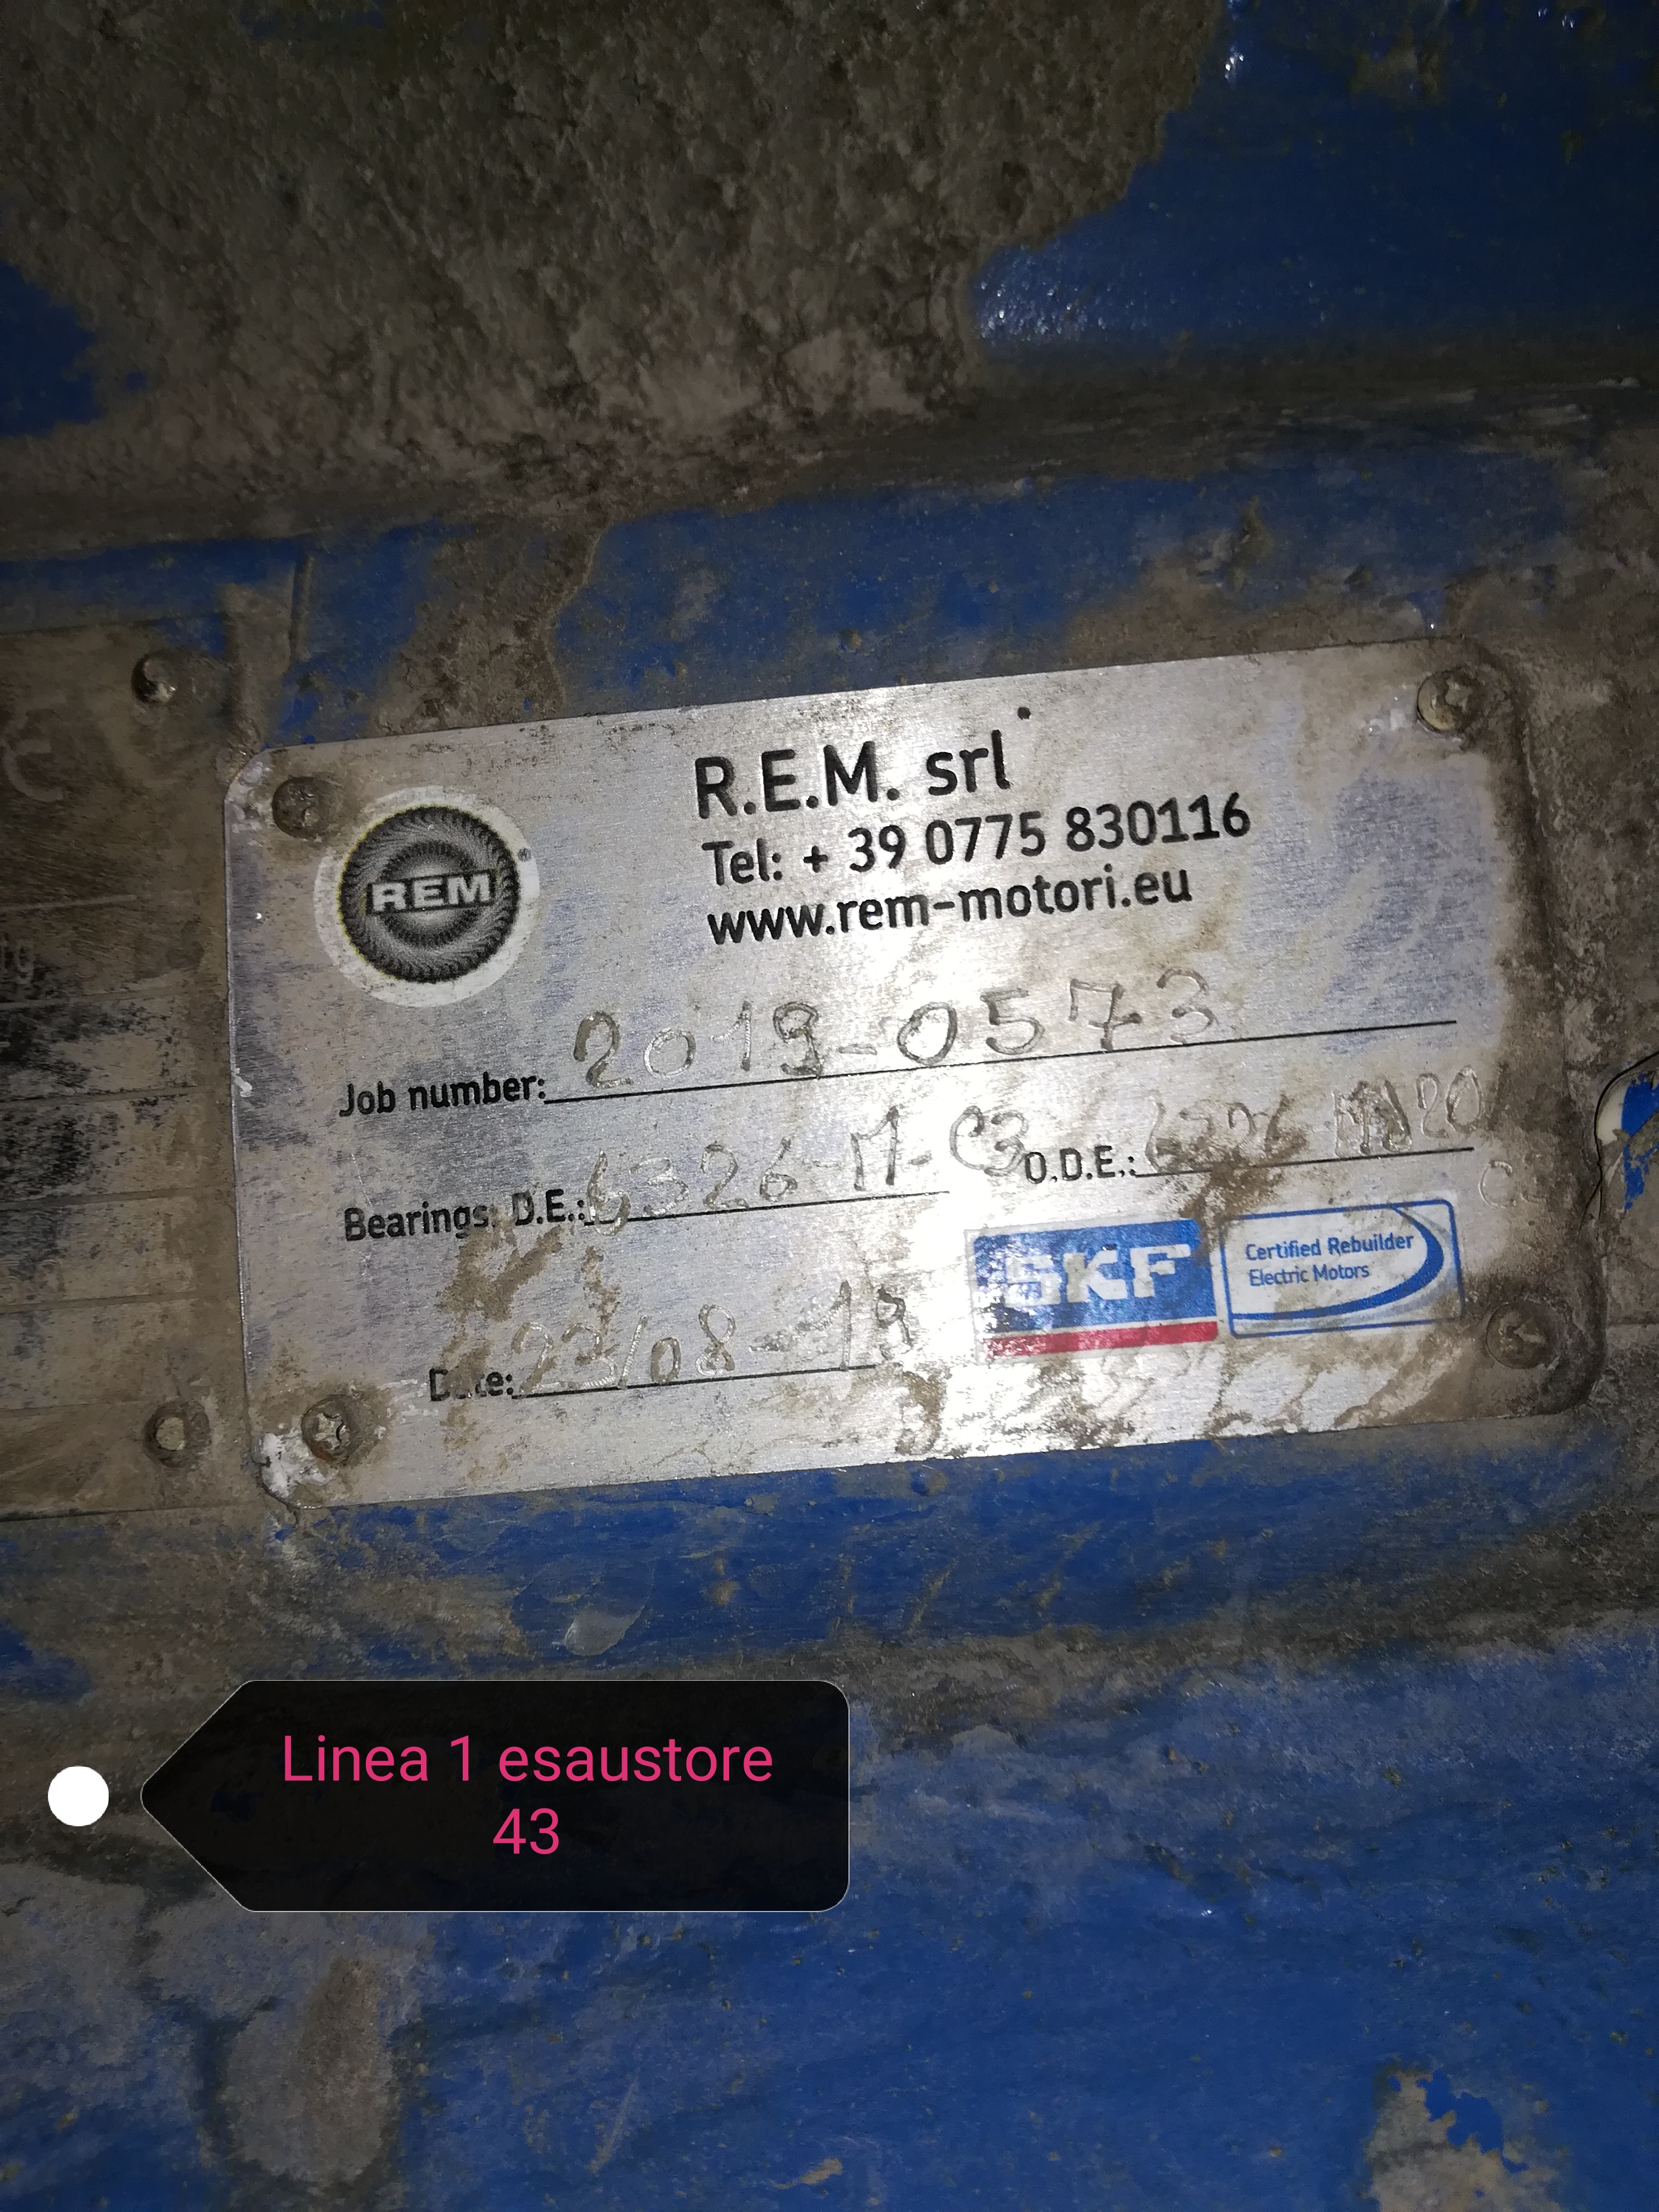 R.E.M. srl
Tel: + 39 0775 830116
www.rem-motori.eu
REM
®
Job number: 2019-0573
Bearings: D.E.: 6326-M-C3 O.D.E.:
Date: 23/08-19
SKF
Certified Rebuilder
Electric Motors
Linea 1 esaustore
43